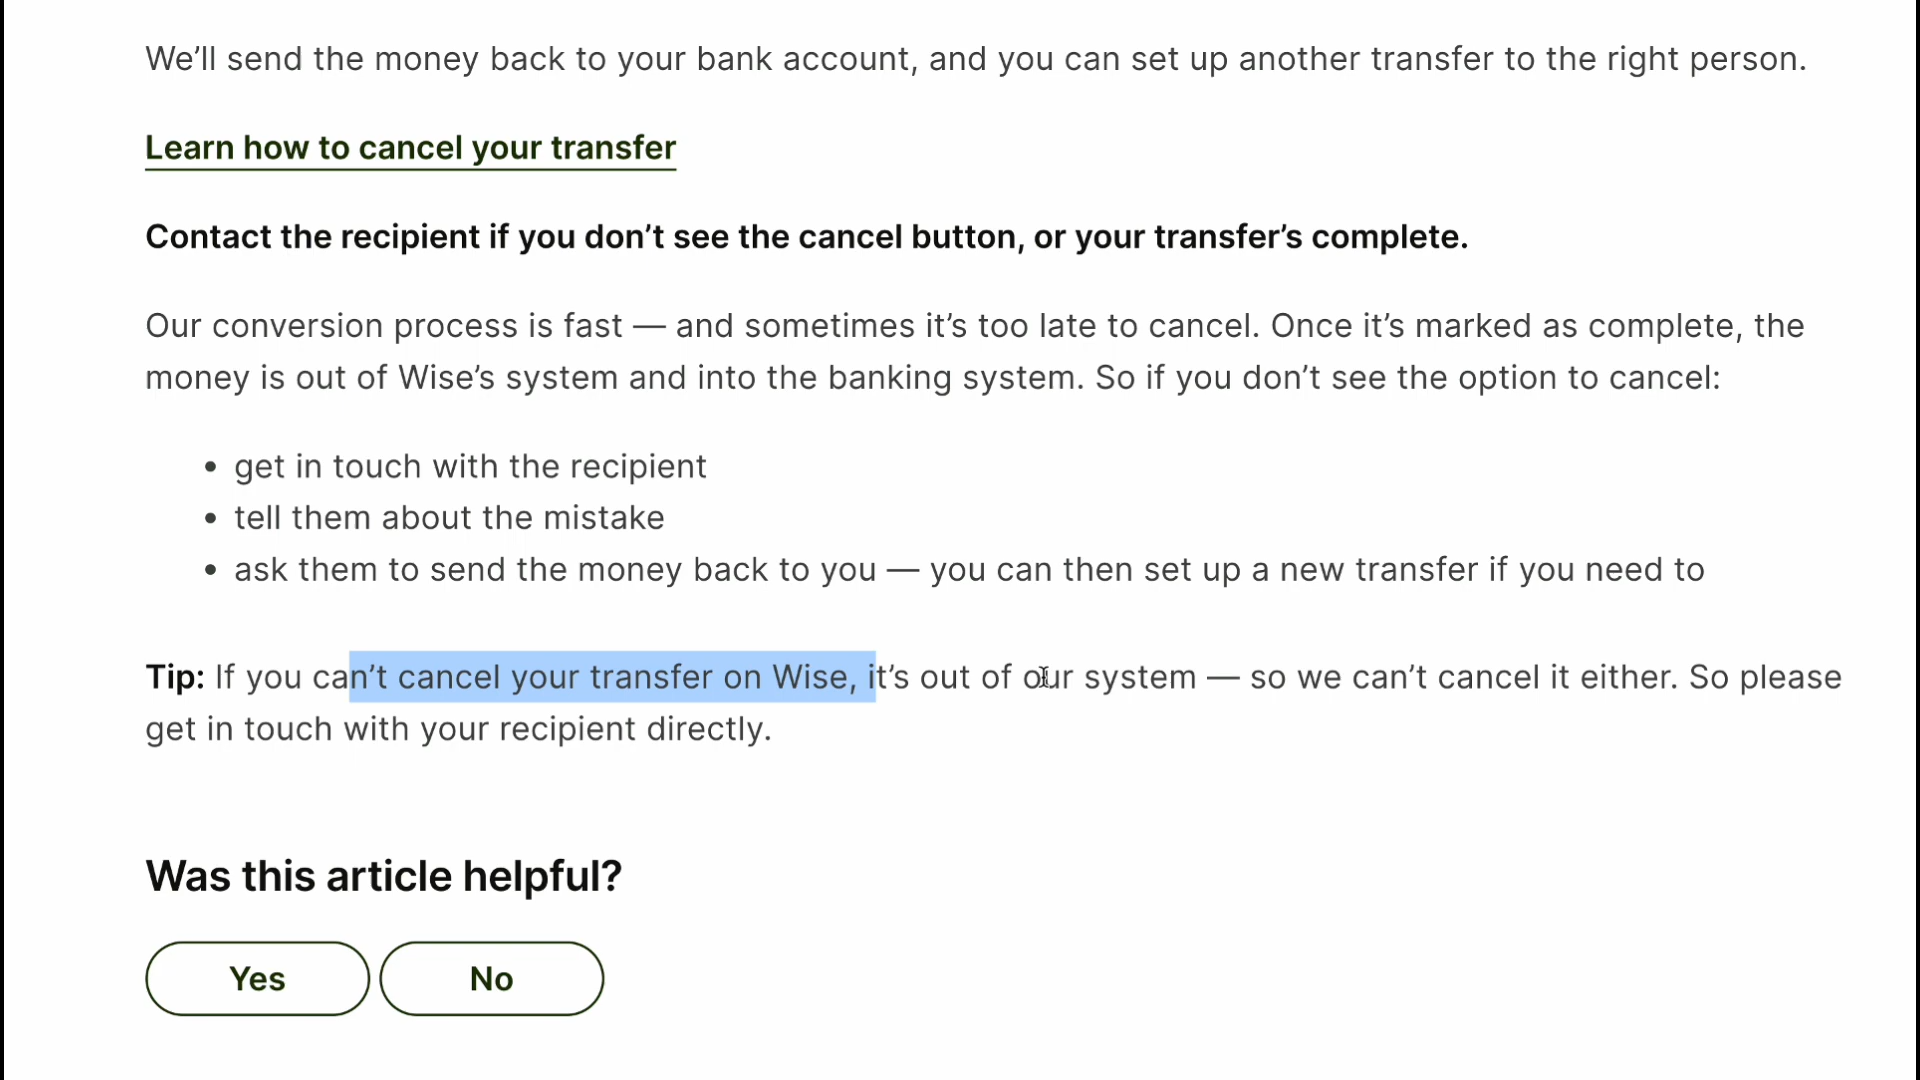 We’ll send the money back to your bank account, and you can set up another transfer to the right person.
Learn how to cancel your transfer
Contact the recipient if you don’t see the cancel button, or your transfer’s complete.
Our conversion process is fast — and sometimes it’s too late to cancel. Once it’s marked as complete, the
money is out of Wise’s system and into the banking system. So if you don’t see the option to cancel:
• get in touch with the recipient
• tell them about the mistake
• ask them to send the money back to you — you can then set up a new transfer if you need to
Tip: If you can’t cancel your transfer on Wise, it’s out of our system — so we can’t cancel it either. So please
get in touch with your recipient directly.
Was this article helpful?
Yes No